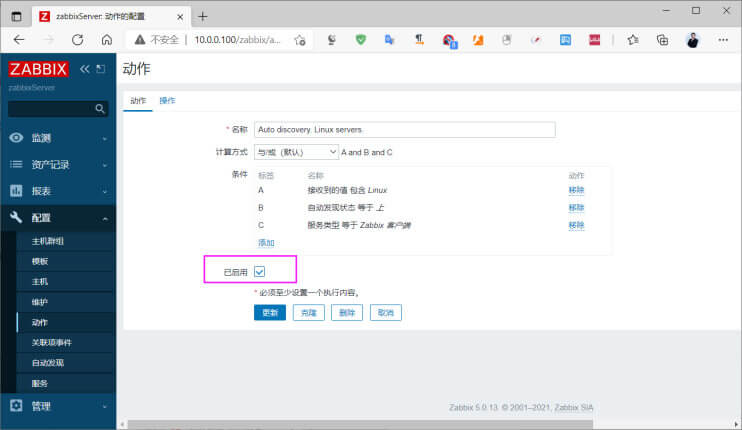 zabbixServer: 动作的配置
不安全 10.0.0.100/zabbix/a...
ZABBIX
zabbixServer
监测
资产记录
报表
配置
主机群组
模板
主机
维护
动作
关联项事件
自动发现
服务
管理
动作
动作 操作
* 名称 Auto discovery. Linux servers.
计算方式 与/或 (默认) A and B and C
条件 标签 名称 动作
A 接收到的值 包含 Linux 移除
B 自动发现状态 等于 上 移除
C 服务类型 等于 Zabbix 客户端 移除
添加
已启用
* 必须至少设置一个执行内容。
更新 克隆 删除 取消
Zabbix 5.0.13. © 2001–2021, Zabbix SIA